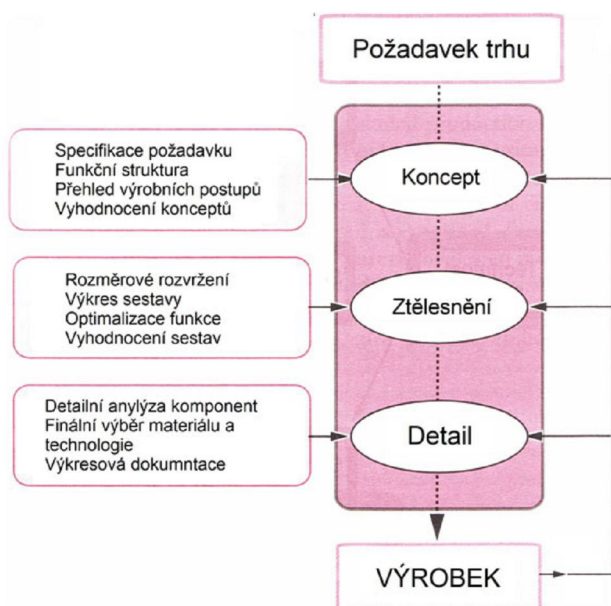 Požadavek trhu
Specifikace požadavku
Funkční struktura
Přehled výrobních postupů
Vyhodnocení konceptů
Koncept
Rozměrové rozvržení
Výkres sestavy
Optimalizace funkce
Vyhodnocení sestav
Ztělesnění
Detailní anylýza komponent
Finální výběr materiálu a
technologie
Výkresová dokumntace
Detail
VÝROBEK